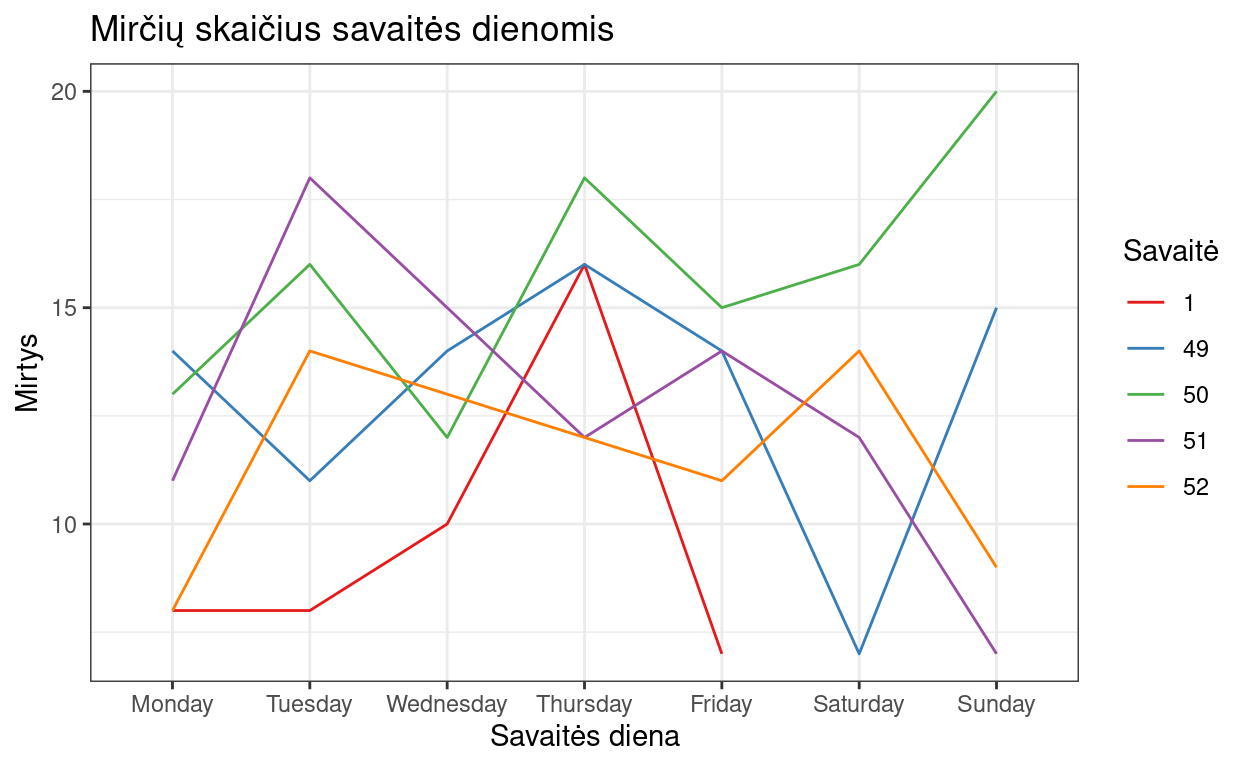 Mirčių skaičius savaitės dienomis
20
15
10
Mirtys
Monday Tuesday Wednesday Thursday Friday Saturday Sunday
Savaitės diena
Savaitė
1
49
50
51
52